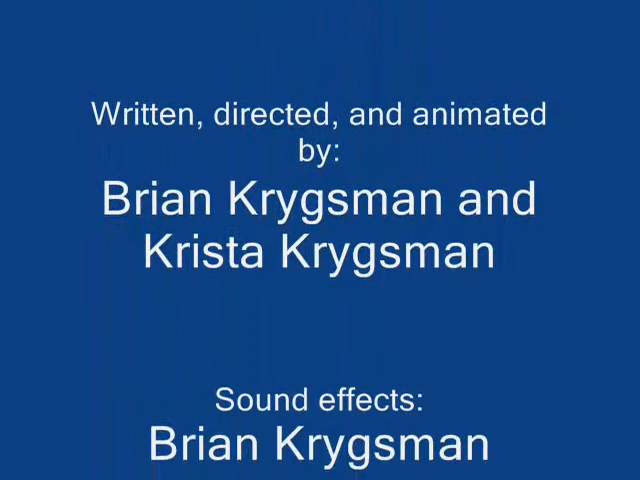 Written, directed, and animated
by:
Brian Krygsman and
Krista Krygsman
Sound effects:
Brian Krygsman